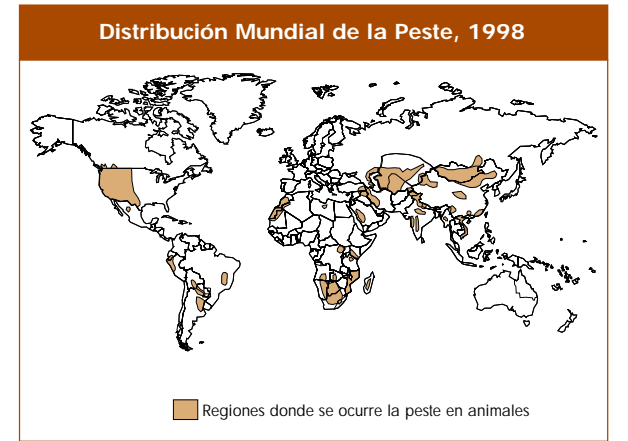 Distribución Mundial de la Peste, 1998
Regiones donde se ocurre la peste en animales